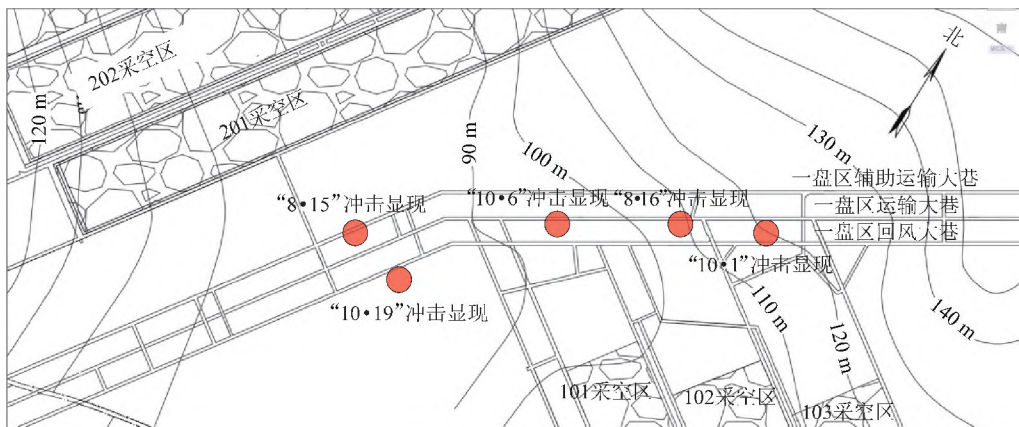 202采空区
北
120 m
201采空区
90 m
100 m
130 m
一盘区辅助运输大巷
“8•15”冲击显现
“10•6”冲击显现
“8•16”冲击显现
一盘区运输大巷
一盘区回风大巷
“10•1”冲击显现
“10•19”冲击显现
110 m
120 m
140 m
101采空区
102采空区
103采空区